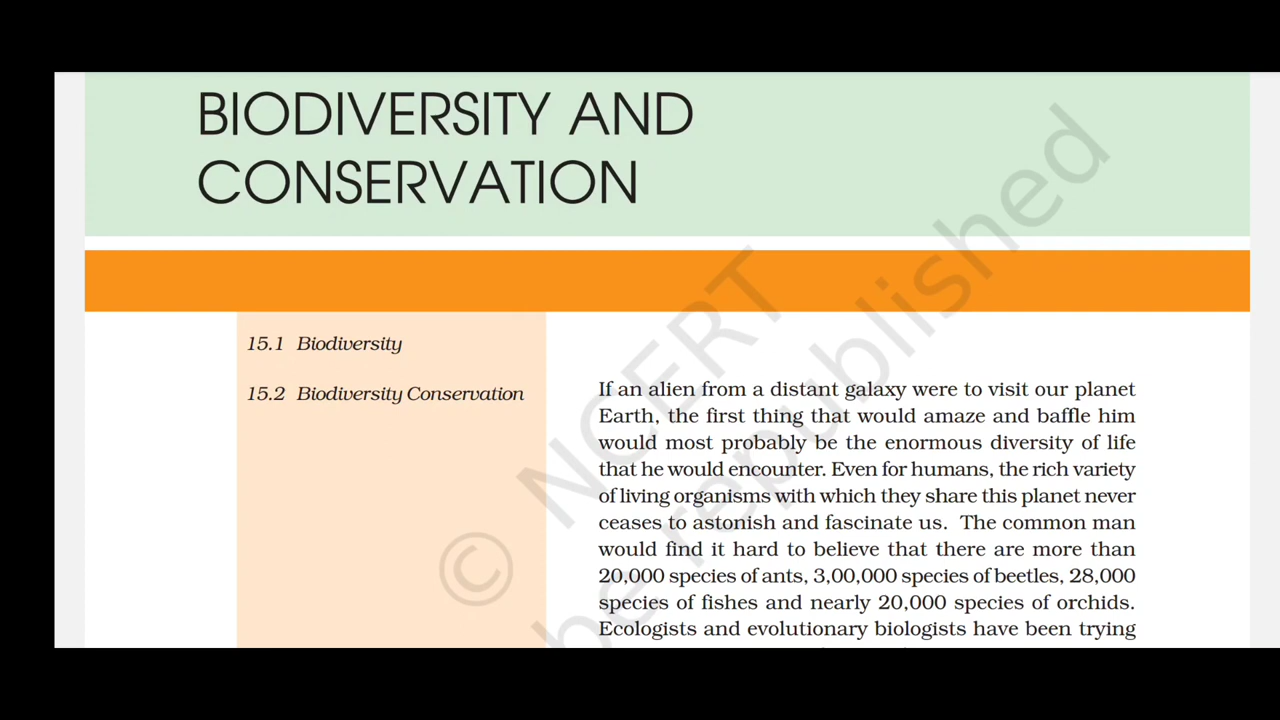 BIODIVERSITY AND
CONSERVATION
15.1 Biodiversity
15.2 Biodiversity Conservation
If an alien from a distant galaxy were to visit our planet
Earth, the first thing that would amaze and baffle him
would most probably be the enormous diversity of life
that he would encounter. Even for humans, the rich variety
of living organisms with which they share this planet never
ceases to astonish and fascinate us. The common man
would find it hard to believe that there are more than
20,000 species of ants, 3,00,000 species of beetles, 28,000
species of fishes and nearly 20,000 species of orchids.
Ecologists and evolutionary biologists have been trying
© NCERT
be republished